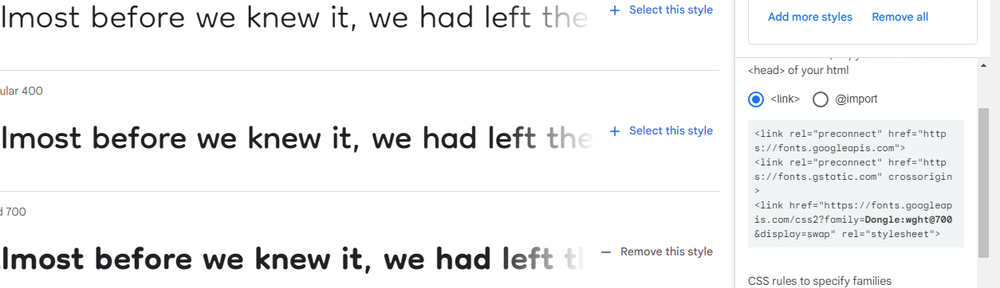 lmost before we knew it, we had left the
+ Select this style
ular 400
lmost before we knew it, we had left the
+ Select this style
d 700
lmost before we knew it, we had left th
— Remove this style
Add more styles Remove all
<head> of your html
<link> @import
<link rel="preconnect" href="http
s://fonts.googleapis.com">
<link rel="preconnect" href="http
s://fonts.gstatic.com" crossorigin
>
<link href="https://fonts.googleap
is.com/css2?family=Dongle:wght@700
&display=swap" rel="stylesheet">
CSS rules to specify families